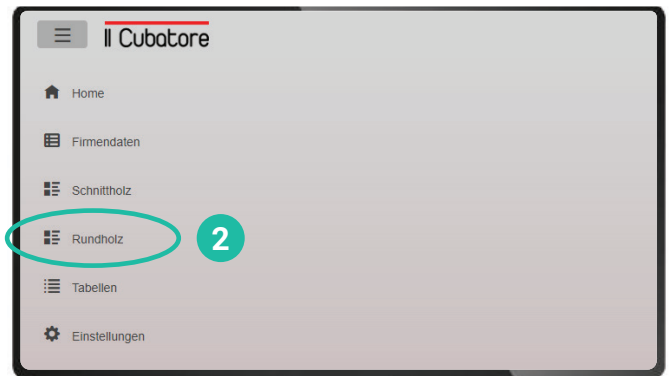 Il Cubatore
Home
Firmendaten
Schnittholz
Rundholz
2
Tabellen
Einstellungen